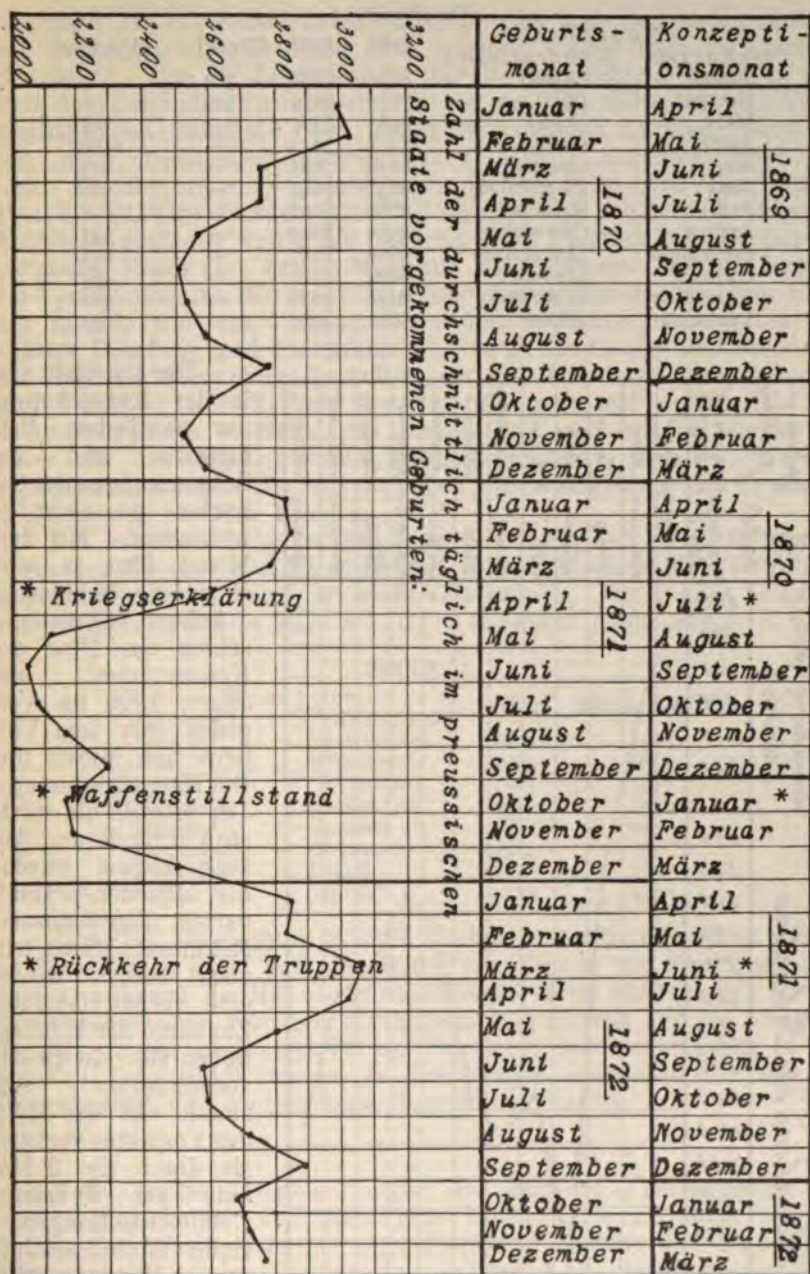 2000 2200 2400 2600 2800 3000 3200
Zahl der durchschnittlich täglich im preussischen
Staate vorgekommenen Geburten:
Geburts- Konzepti-
monat onsmonat
Januar April
Februar Mai
März Juni
April Juli
Mai August
Juni September
Juli Oktober
August November
September Dezember
Oktober Januar
November Februar
Dezember März
1870 1869
Januar April
Februar Mai
März Juni
* Kriegserklärung April Juli *
Mai August
Juni September
Juli Oktober
August November
September Dezember
* Waffenstillstand Oktober Januar *
November Februar
Dezember März
1871 1870
Januar April
Februar Mai
* Rückkehr der Truppen März Juni *
April Juli
Mai August
Juni September
Juli Oktober
August November
September Dezember
Oktober Januar
November Februar
Dezember März
1872 1871
1872